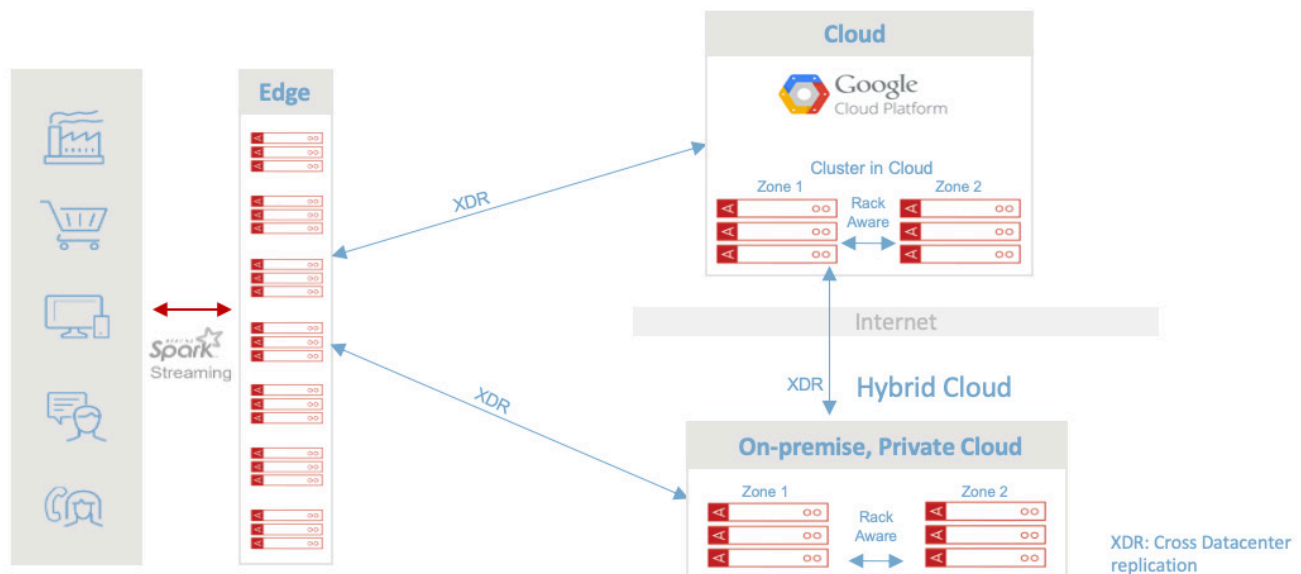 Cloud
Google
Cloud Platform
Cluster in Cloud
Zone 1
Zone 2
Rack
Aware
Edge
XDR
APACHE
Spark
Streaming
XDR
Internet
XDR
Hybrid Cloud
On-premise, Private Cloud
Zone 1
Zone 2
Rack
Aware
XDR: Cross Datacenter
replication